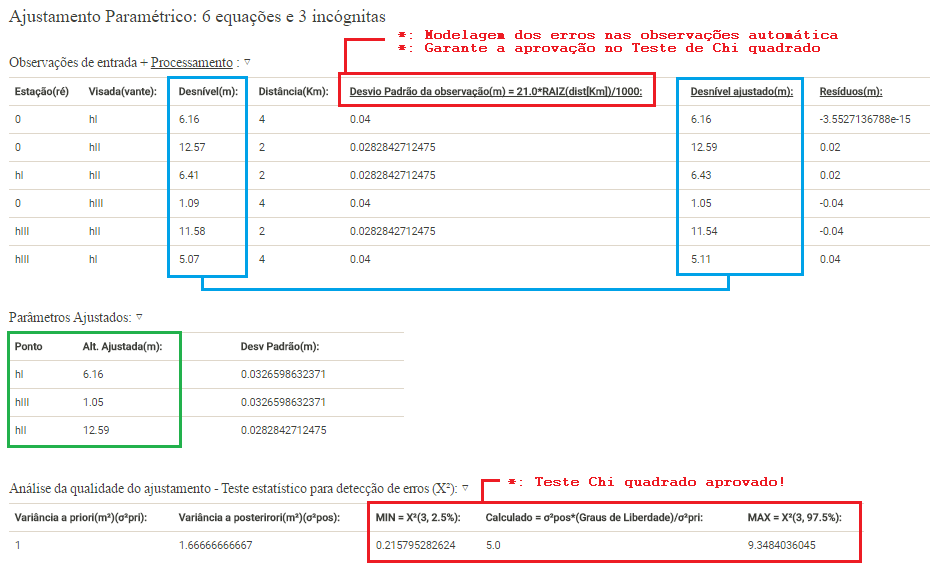 Ajustamento Paramétrico: 6 equações e 3 incógnitas
*: Modelagem dos erros nas observações automática
*: Garante a aprovação no Teste de Chi quadrado
Observações de entrada + Processamento : ▽
Estação(ré) Visada(vante): Desnível(m): Distância(Km): Desvio Padrão da observação(m) = 21.0*RAIZ(dist[Km])/1000: Desnível ajustado(m): Resíduos(m):
0 hI 6.16 4 0.04 6.16 -3.5527136788e-15
0 hII 12.57 2 0.0282842712475 12.59 0.02
hI hII 6.41 2 0.0282842712475 6.43 0.02
0 hIII 1.09 4 0.04 1.05 -0.04
hIII hII 11.58 2 0.0282842712475 11.54 -0.04
hIII hI 5.07 4 0.04 5.11 0.04
Parâmetros Ajustados: ▽
Ponto Alt. Ajustada(m): Desv Padrão(m):
hI 6.16 0.0326598632371
hIII 1.05 0.0326598632371
hII 12.59 0.0282842712475
*: Teste Chi quadrado aprovado!
Análise da qualidade do ajustamento - Teste estatístico para detecção de erros (X²): ▽
Variância a priori(m²)(σ²pri): Variância a posterirori(m²)(σ²pos): MIN = X²(3, 2.5%): Calculado = σ²pos*(Graus de Liberdade)/σ²pri: MAX = X²(3, 97.5%):
1 1.66666666667 0.215795282624 5.0 9.3484036045